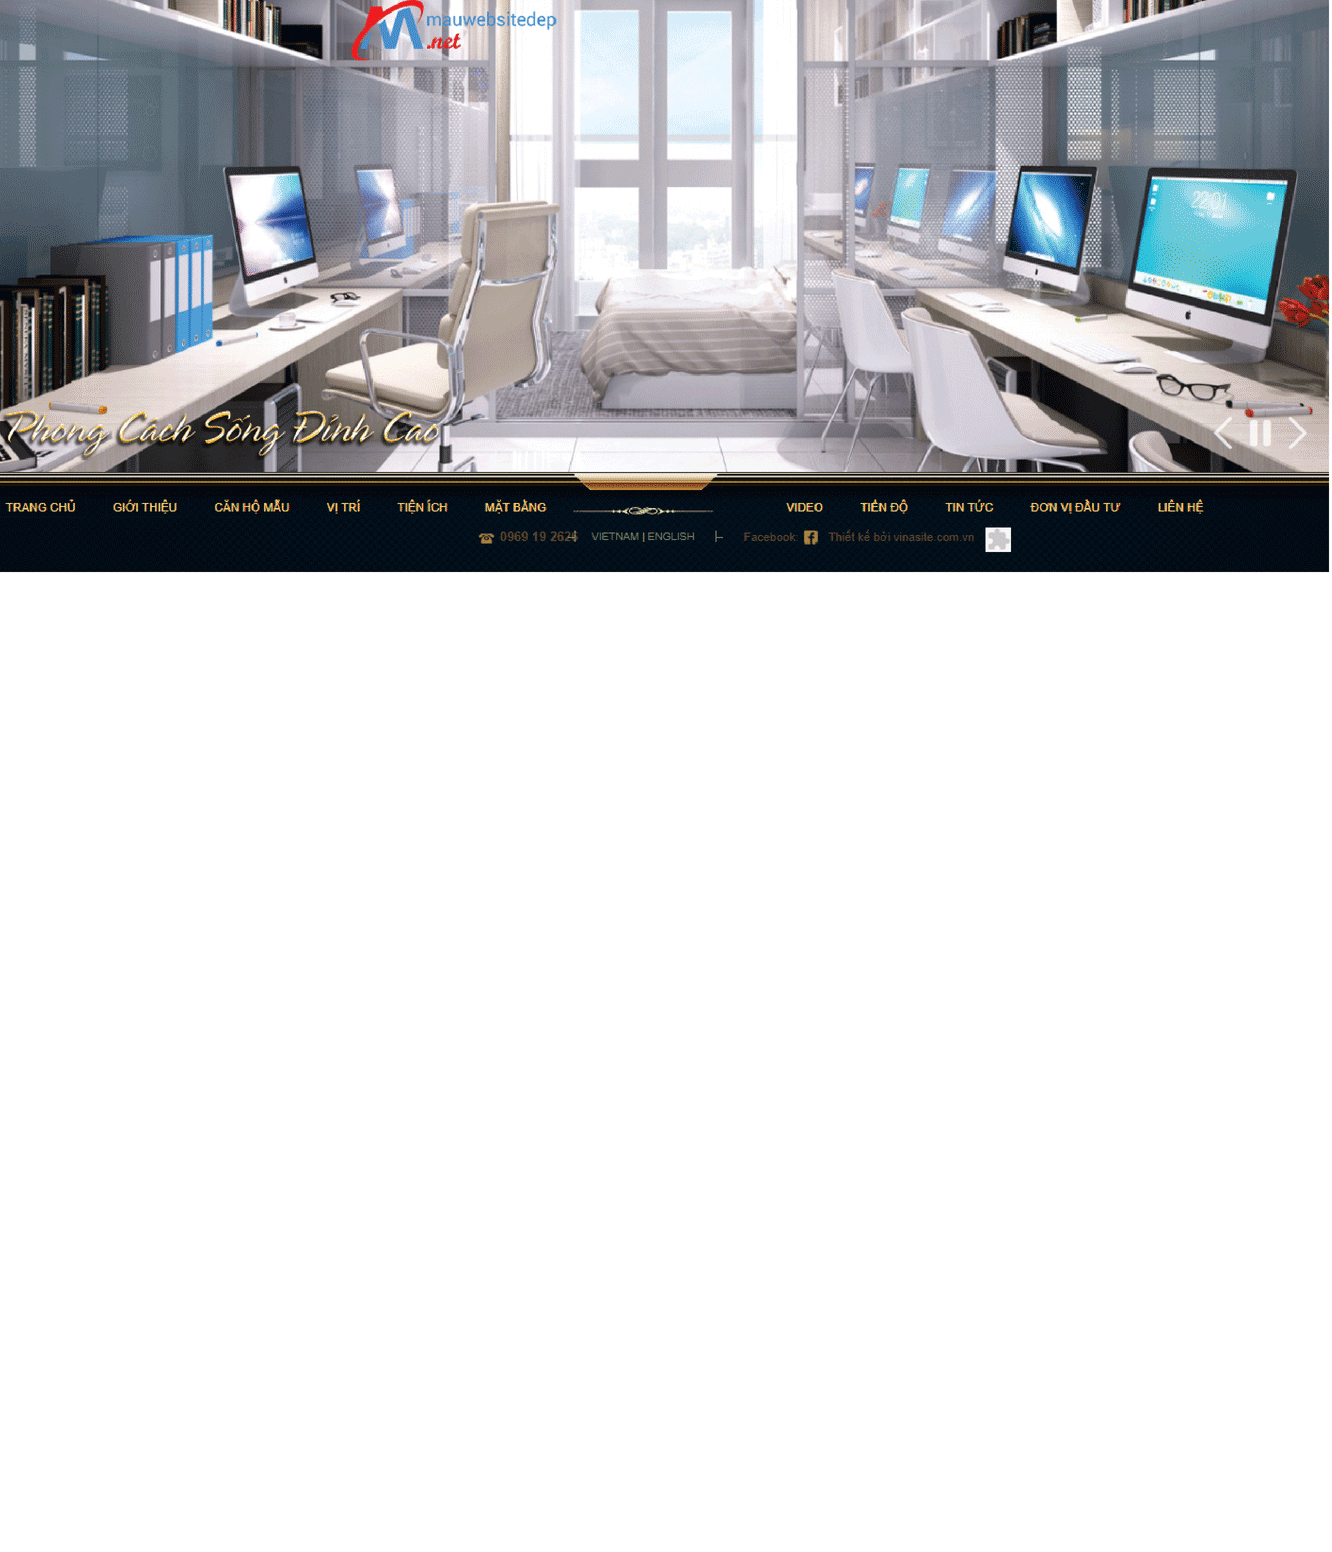 mauwebsitedep
.net
22:01
Phong Cách Sống Đỉnh Cao
TRANG CHỦ GIỚI THIỆU CĂN HỘ MẪU VỊ TRÍ TIỆN ÍCH MẶT BẰNG VIDEO TIẾN ĐỘ TIN TỨC ĐƠN VỊ ĐẦU TƯ LIÊN HỆ
0969 19 2626 VIETNAM | ENGLISH Facebook: Thiết kế bởi vinasite.com.vn